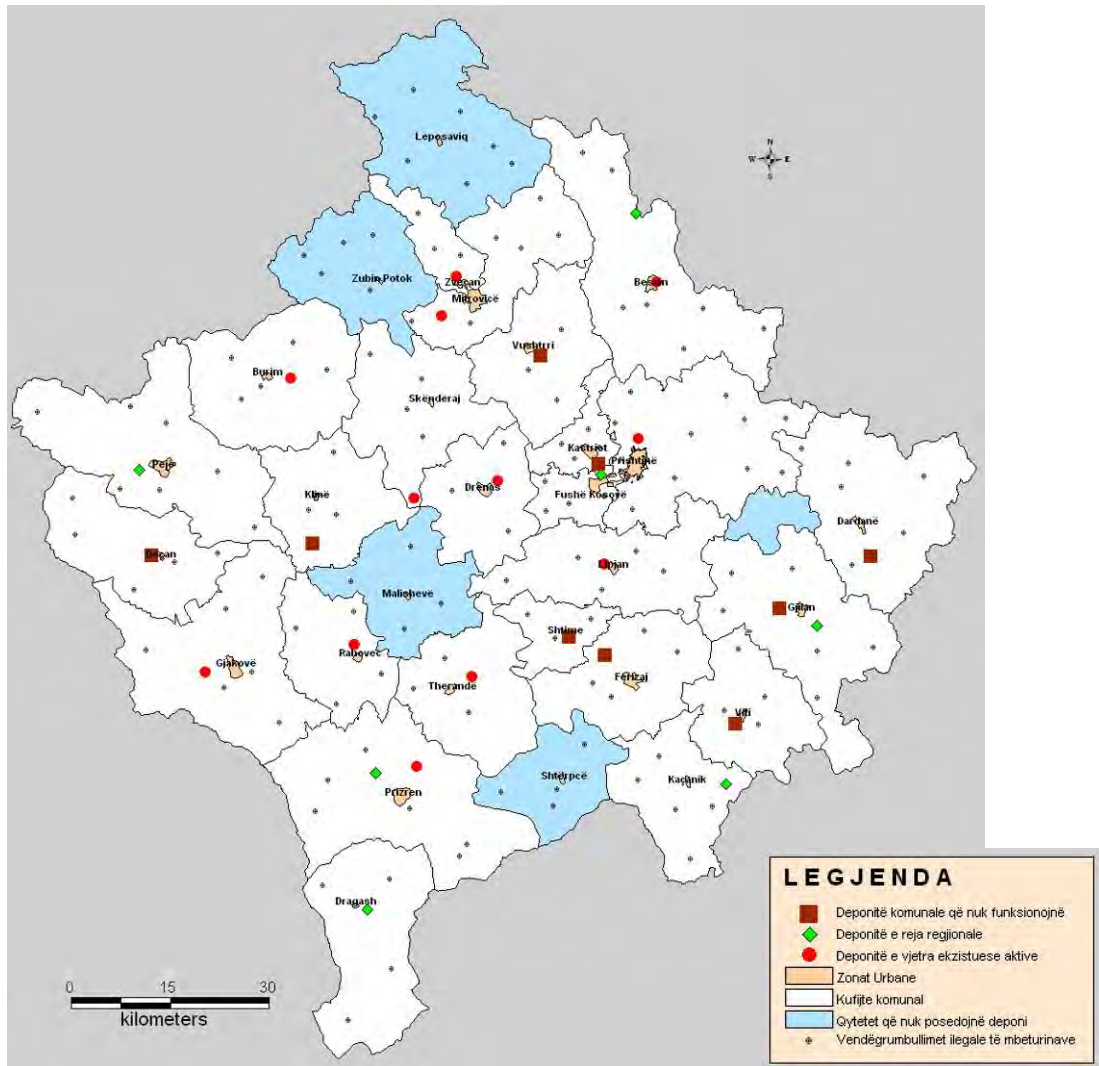 N
W E
S
Leposaviq
Zubin Potok
Zveçan
Mitrovicë
Besian
Vushtrri
Burim
Skënderaj
Pejë
Kastriot
Prishtinë
Drenas
Klinë
Fushë Kosovë
Dardanë
Deçan
Lipjan
Malishevë
Gjilan
Shtime
Rahovec
Gjakovë
Therandë
Ferizaj
Viti
Shtërpcë
Kaçanik
Prizren
Dragash
0 15 30
kilometers
LEGJENDA
Deponitë komunale që nuk funksionojnë
Deponitë e reja regjionale
Deponitë e vjetra ekzistuese aktive
Zonat Urbane
Kufijte komunal
Qytetet që nuk posedojnë deponi
Vendëgrumbullimet ilegale të mbeturinave